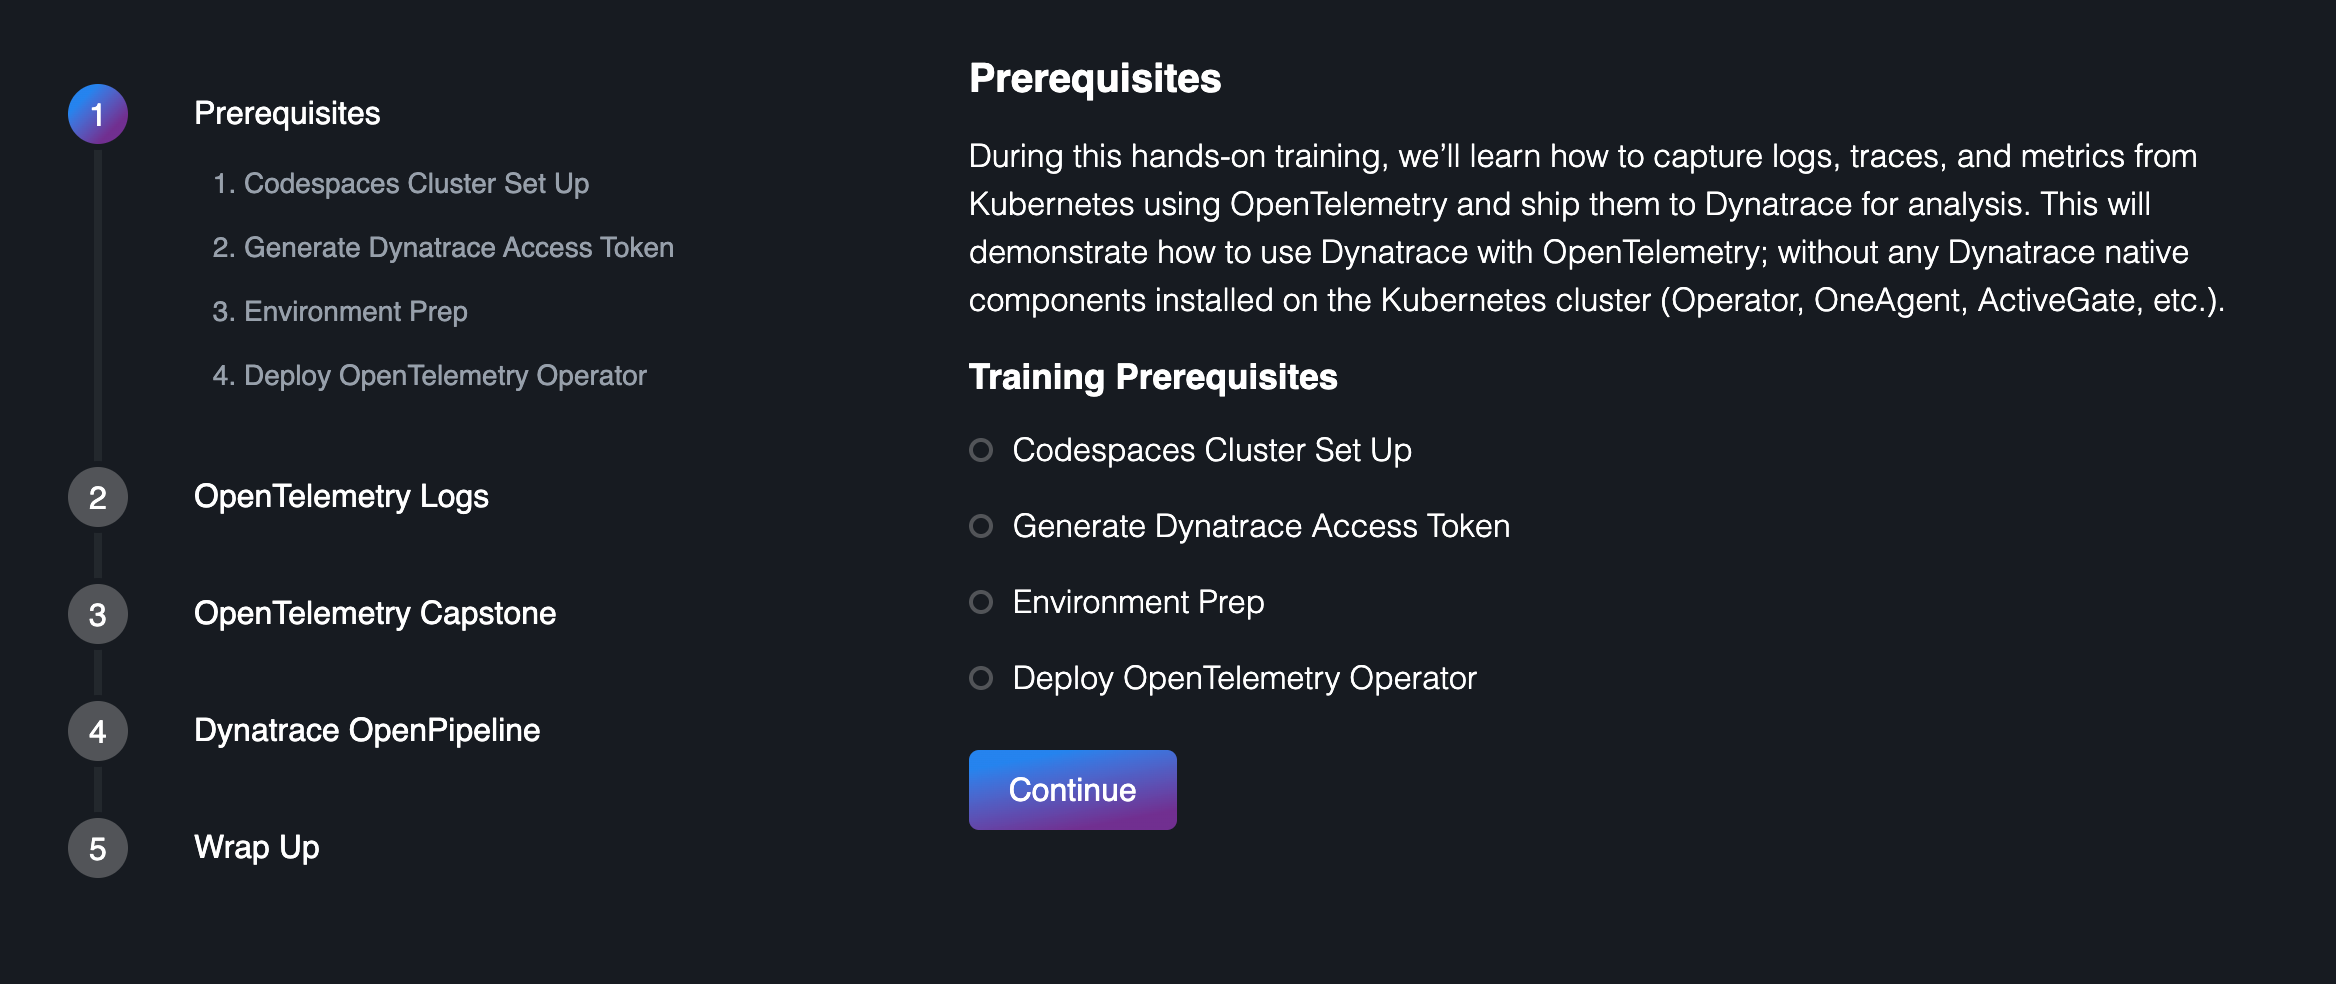 1
Prerequisites
1. Codespaces Cluster Set Up
2. Generate Dynatrace Access Token
3. Environment Prep
4. Deploy OpenTelemetry Operator
2
OpenTelemetry Logs
3
OpenTelemetry Capstone
4
Dynatrace OpenPipeline
5
Wrap Up
Prerequisites
During this hands-on training, we’ll learn how to capture logs, traces, and metrics from
Kubernetes using OpenTelemetry and ship them to Dynatrace for analysis. This will
demonstrate how to use Dynatrace with OpenTelemetry; without any Dynatrace native
components installed on the Kubernetes cluster (Operator, OneAgent, ActiveGate, etc.).
Training Prerequisites
Codespaces Cluster Set Up
Generate Dynatrace Access Token
Environment Prep
Deploy OpenTelemetry Operator
Continue